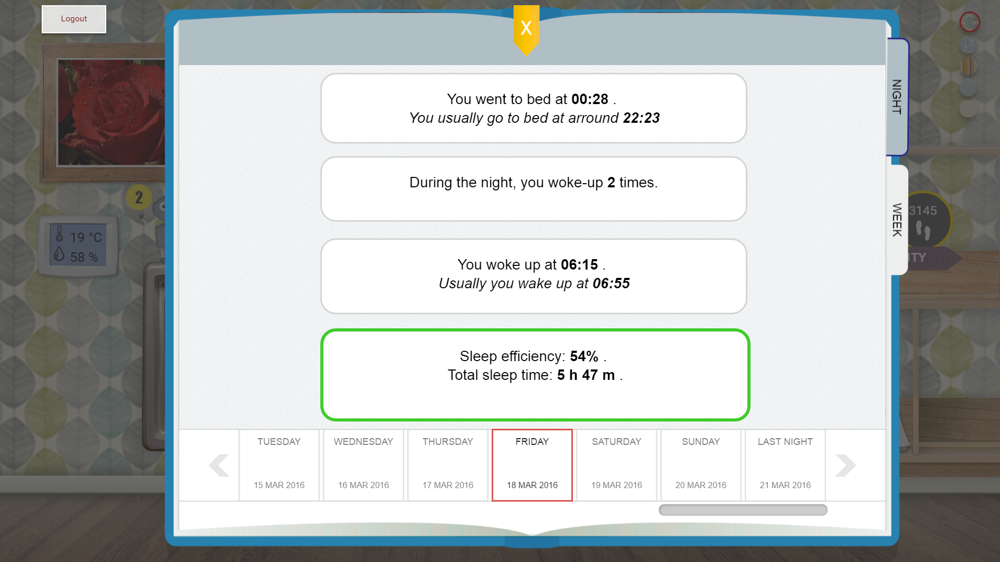 Logout
X
You went to bed at 00:28 .
You usually go to bed at arround 22:23
During the night, you woke-up 2 times.
You woke up at 06:15 .
Usually you wake up at 06:55
Sleep efficiency: 54% .
Total sleep time: 5 h 47 m .
NIGHT
WEEK
2
19 °C
58 %
3145
ITY
TUESDAY
15 MAR 2016
WEDNESDAY
16 MAR 2016
THURSDAY
17 MAR 2016
FRIDAY
18 MAR 2016
SATURDAY
19 MAR 2016
SUNDAY
20 MAR 2016
LAST NIGHT
21 MAR 2016